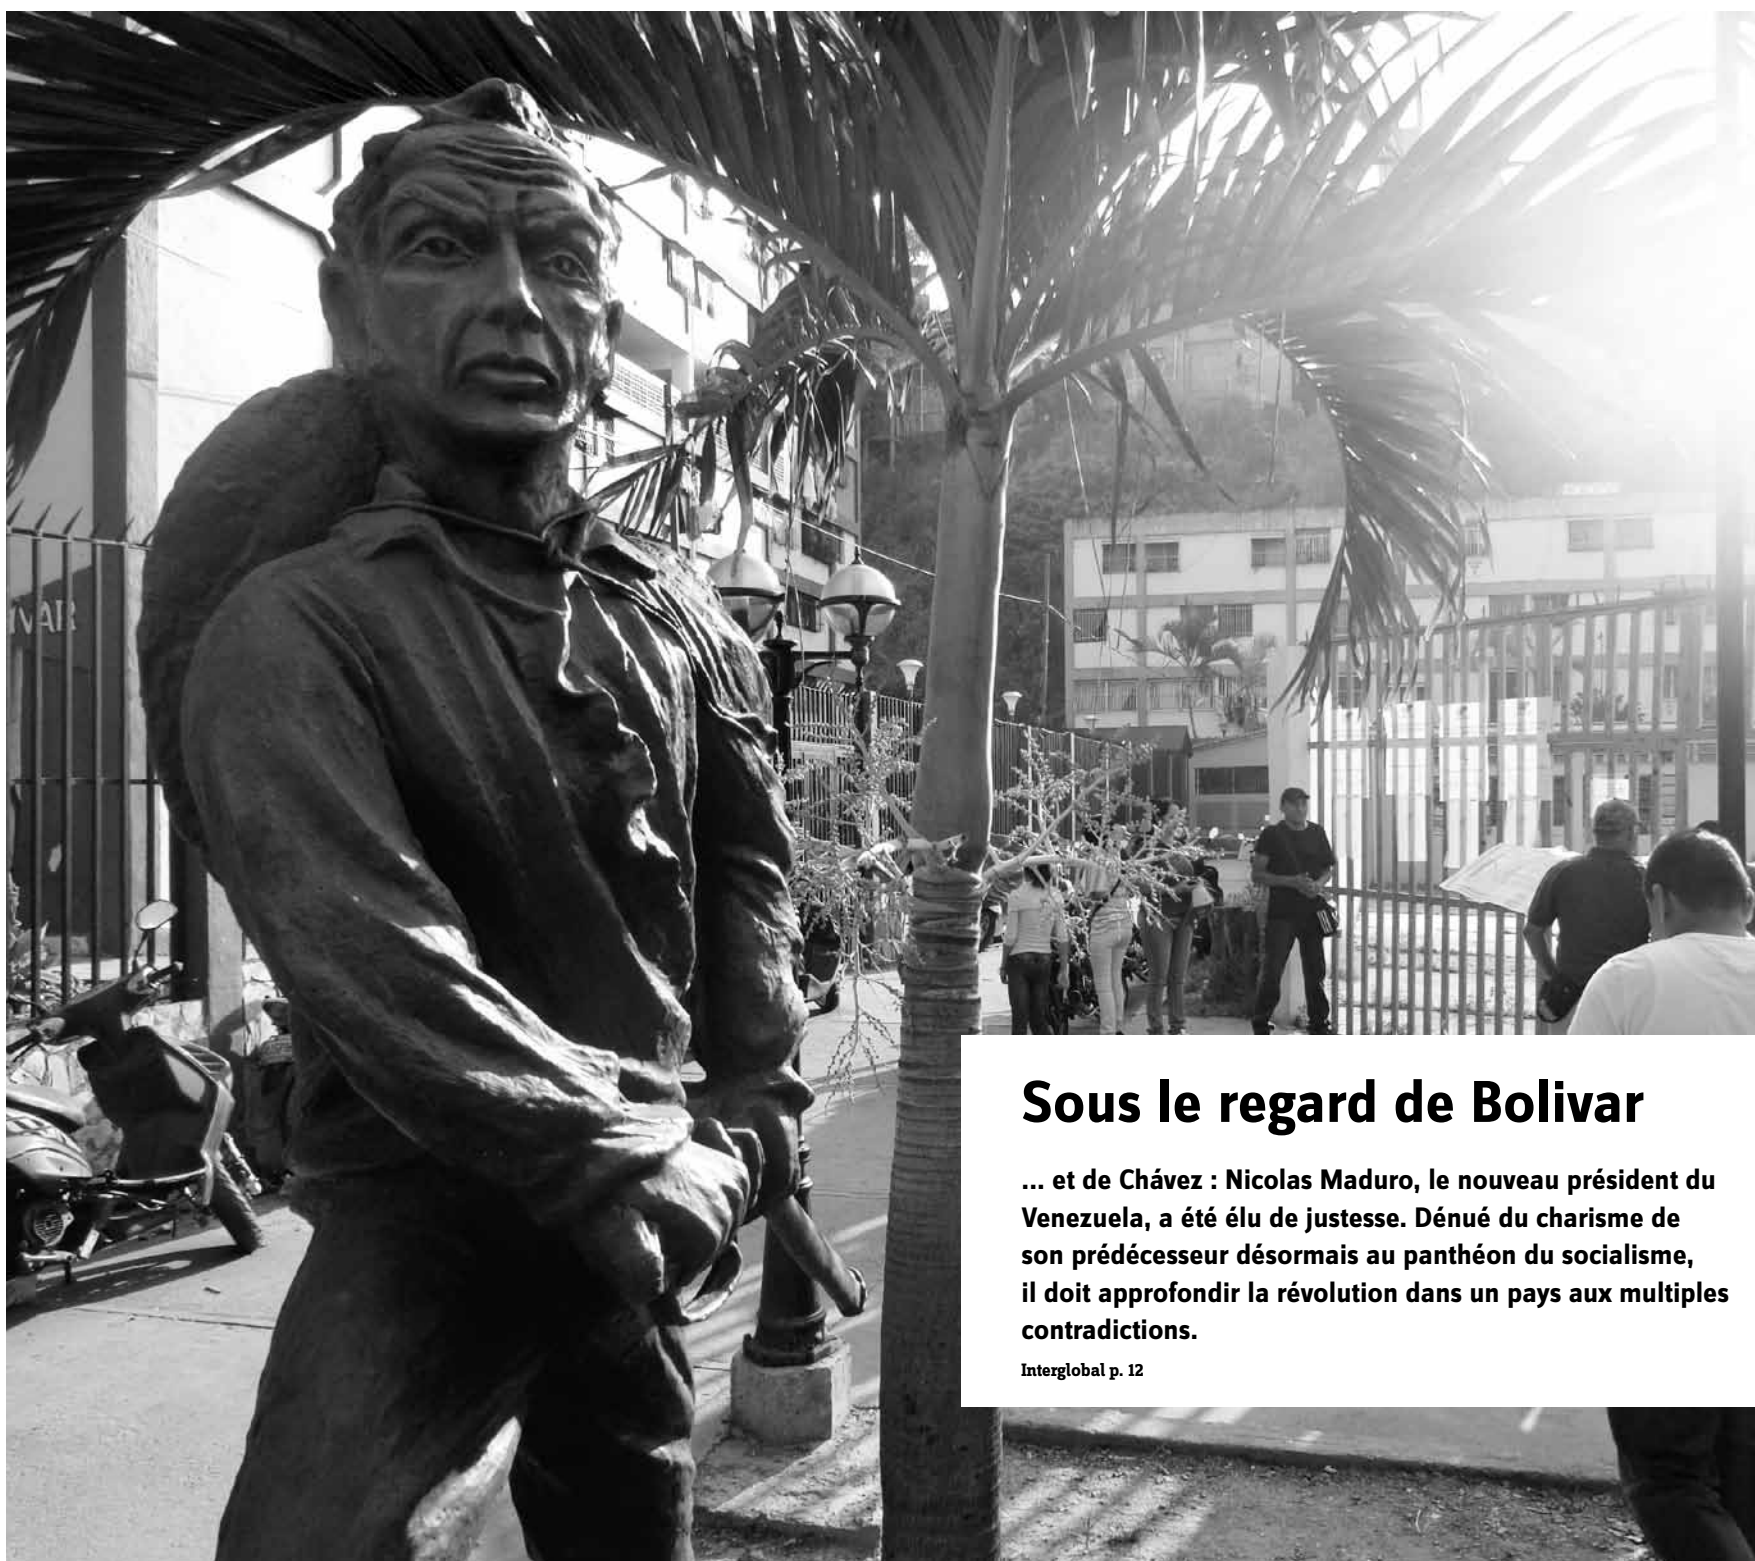 IVAR
Sous le regard de Bolivar
... et de Chávez : Nicolas Maduro, le nouveau président du
Venezuela, a été élu de justesse. Dénué du charisme de
son prédécesseur désormais au panthéon du socialisme,
il doit approfondir la révolution dans un pays aux multiples
contradictions.
Interglobal p. 12